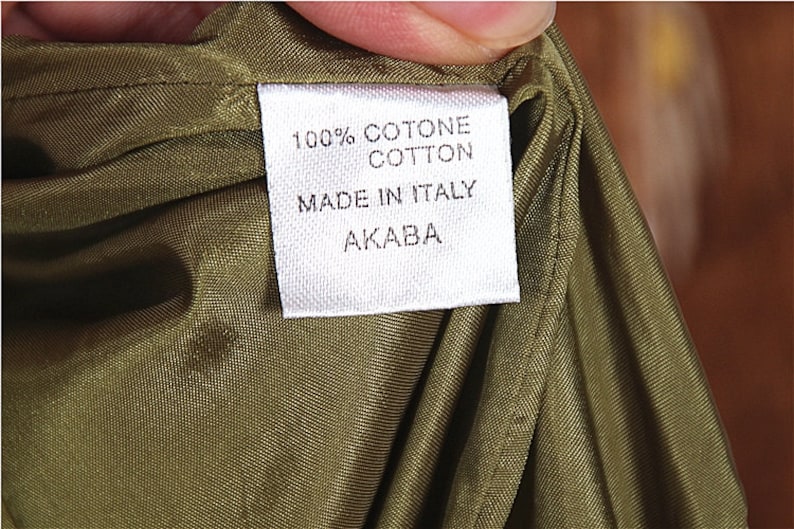 100% COTONE
COTTON
MADE IN ITALY
AKABA